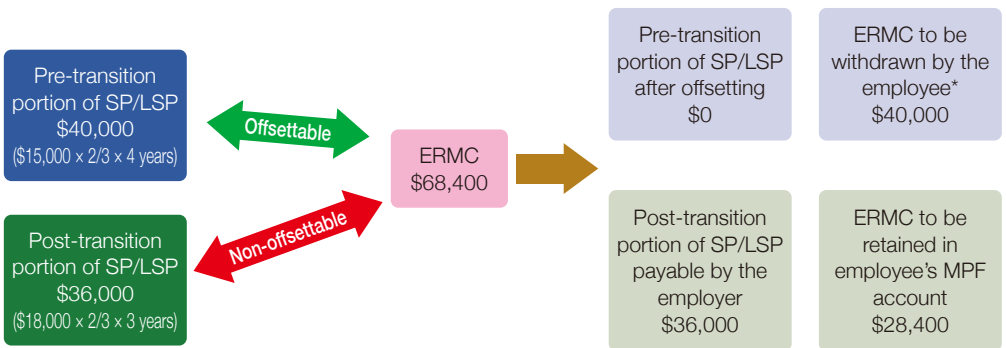 Pre-transition
portion of SP/LSP
$40,000
($15,000 × 2/3 × 4 years)
Post-transition
portion of SP/LSP
$36,000
($18,000 × 2/3 × 3 years)
Offsettable
Non-offsettable
ERMC
$68,400
Pre-transition
portion of SP/LSP
after offsetting
$0
ERMC to be
withdrawn by the
employee*
$40,000
Post-transition
portion of SP/LSP
payable by the
employer
$36,000
ERMC to be
retained in
employee’s MPF
account
$28,400